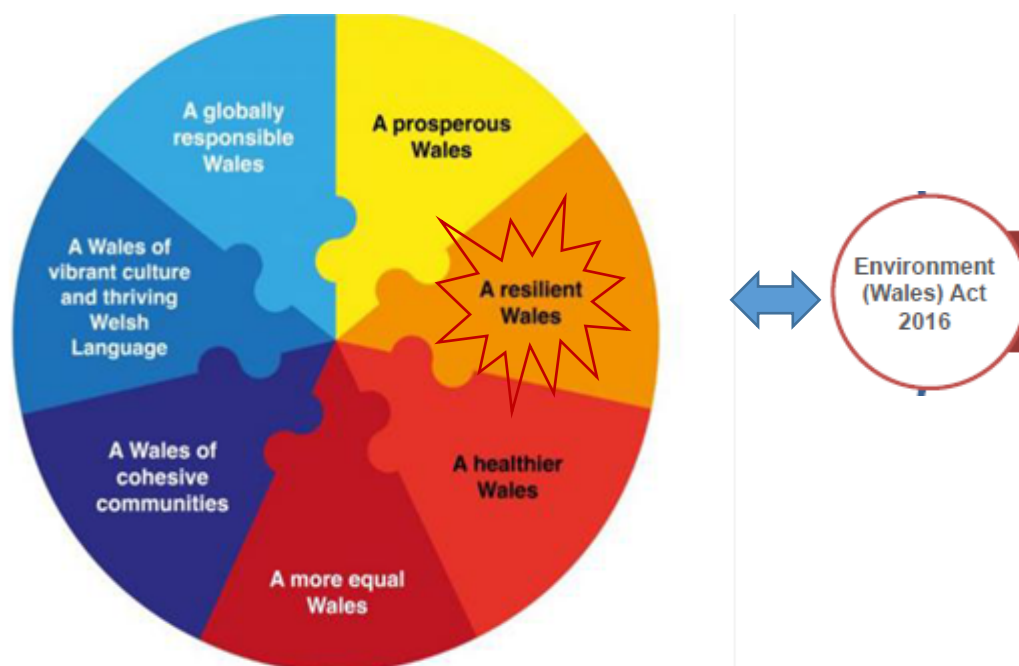 A globally
responsible
Wales
A prosperous
Wales
A resilient
Wales
A healthier
Wales
A more equal
Wales
A Wales of
cohesive
communities
A Wales of
vibrant culture
and thriving
Welsh
Language
Environment
(Wales) Act
2016